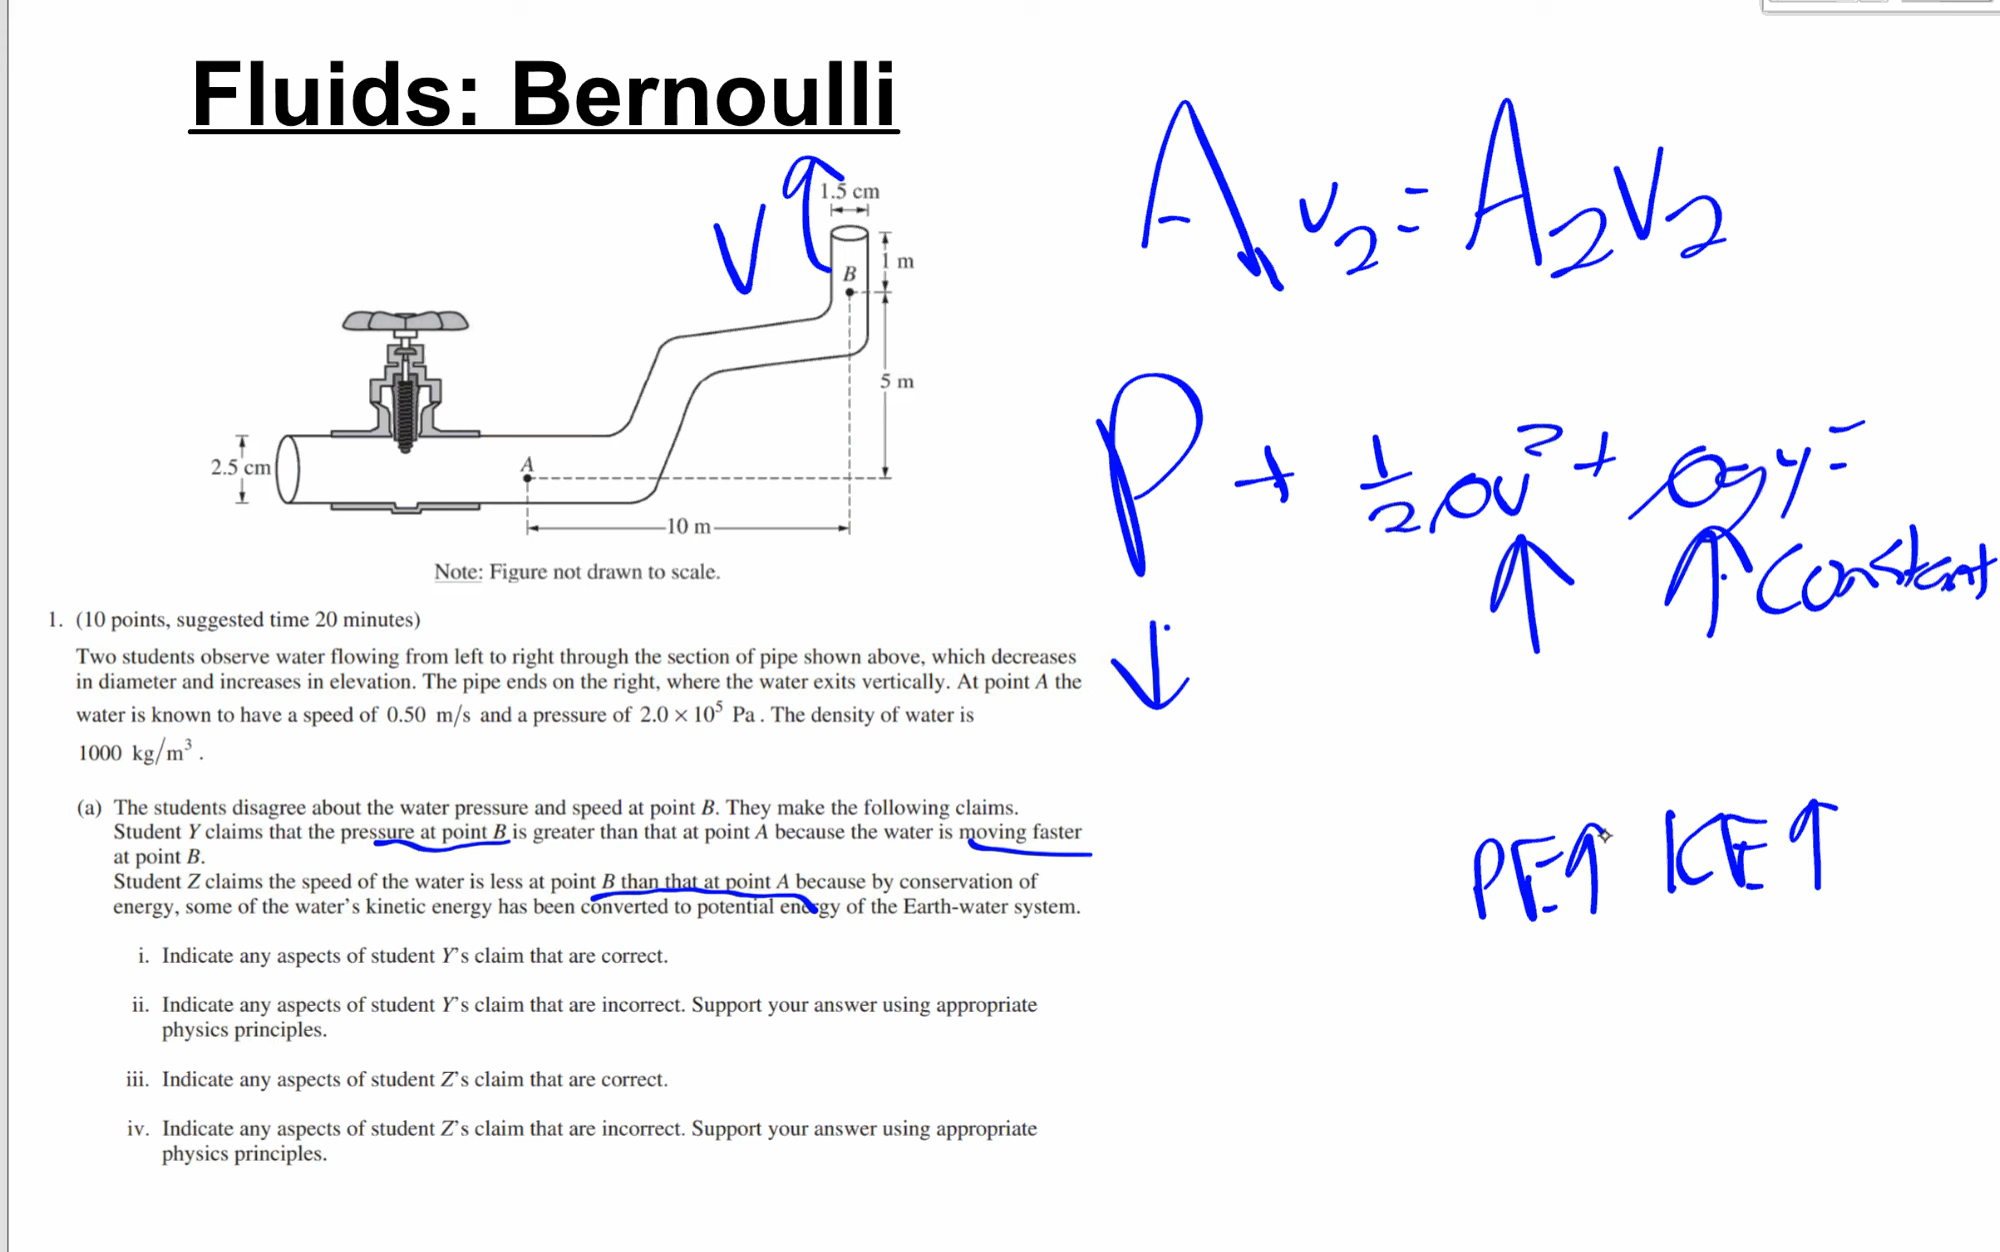 Fluids: Bernoulli
A₁ v₂ = A₂ v₂
v
1.5 cm
B
1 m
5 m
2.5 cm
A
10 m
P + 1/2 ρv² + ρgy =
constant
Note: Figure not drawn to scale.
1. (10 points, suggested time 20 minutes)
Two students observe water flowing from left to right through the section of pipe shown above, which decreases
in diameter and increases in elevation. The pipe ends on the right, where the water exits vertically. At point A the
water is known to have a speed of 0.50 m/s and a pressure of 2.0 × 10⁵ Pa. The density of water is
1000 kg/m³.
(a) The students disagree about the water pressure and speed at point B. They make the following claims.
Student Y claims that the pressure at point B is greater than that at point A because the water is moving faster
at point B.
Student Z claims the speed of the water is less at point B than that at point A because by conservation of
energy, some of the water's kinetic energy has been converted to potential energy of the Earth-water system.
PE↑ KE↑
i. Indicate any aspects of student Y's claim that are correct.
ii. Indicate any aspects of student Y's claim that are incorrect. Support your answer using appropriate
physics principles.
iii. Indicate any aspects of student Z's claim that are correct.
iv. Indicate any aspects of student Z's claim that are incorrect. Support your answer using appropriate
physics principles.